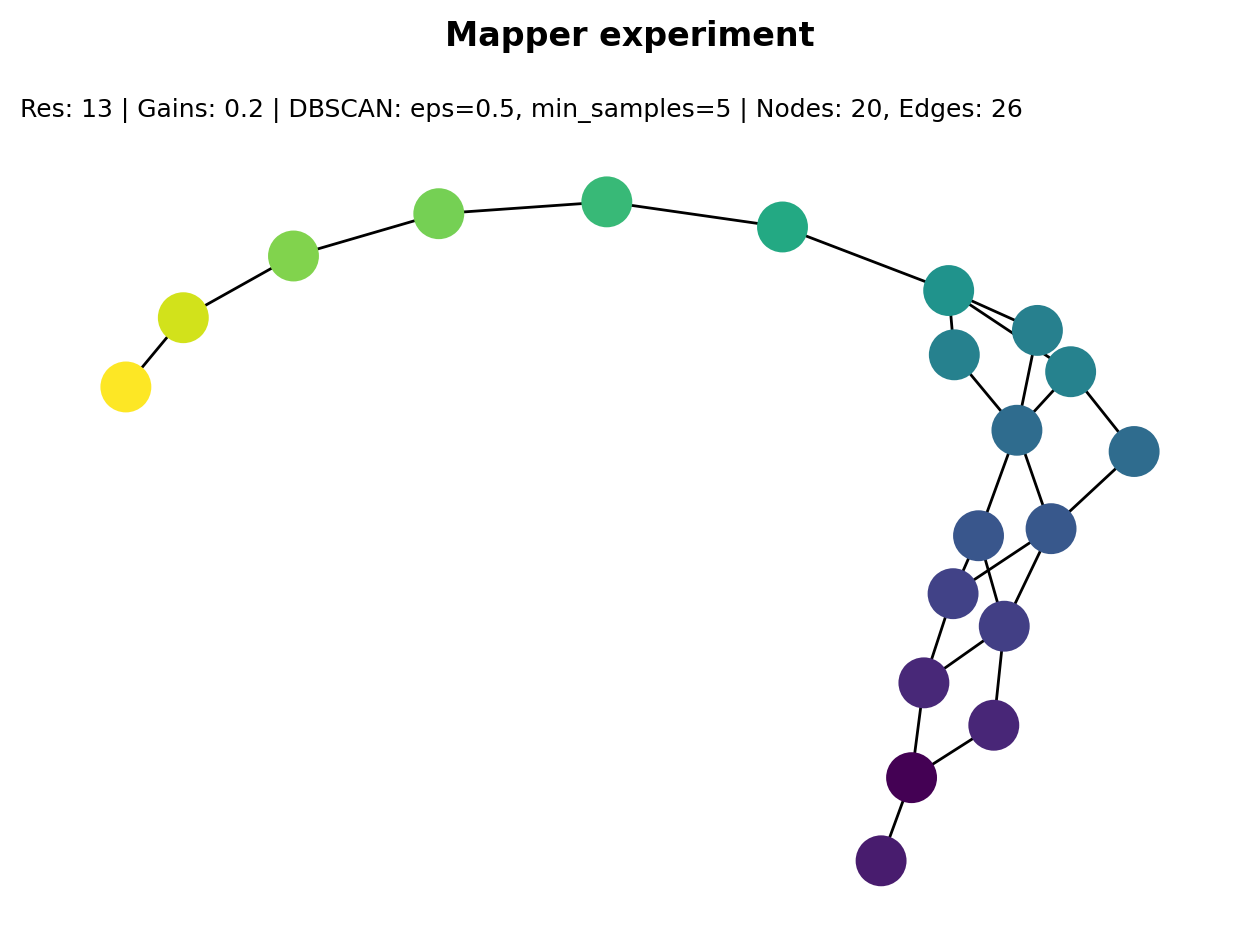 Mapper experiment
Res: 13 | Gains: 0.2 | DBSCAN: eps=0.5, min_samples=5 | Nodes: 20, Edges: 26